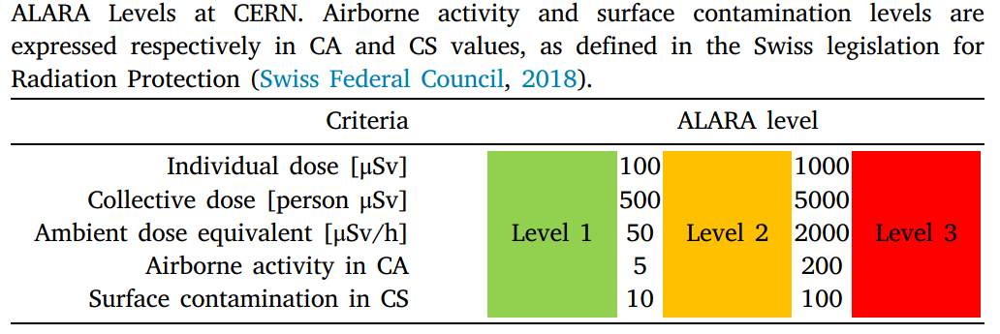 ALARA Levels at CERN. Airborne activity and surface contamination levels are
expressed respectively in CA and CS values, as defined in the Swiss legislation for
Radiation Protection (Swiss Federal Council, 2018).
Criteria ALARA level
Individual dose [μSv] 100 1000
Collective dose [person μSv] 500 5000
Ambient dose equivalent [μSv/h] Level 1 50 Level 2 2000 Level 3
Airborne activity in CA 5 200
Surface contamination in CS 10 100